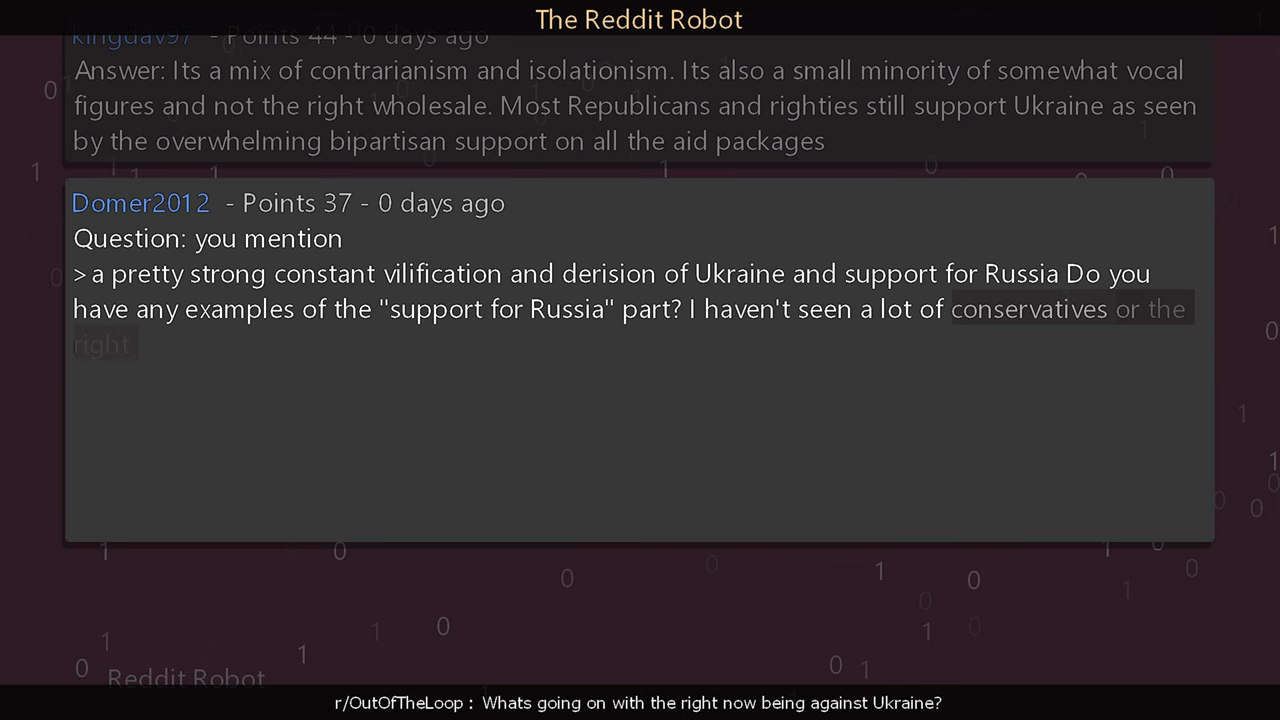 The Reddit Robot
kingdav97 - Points 44 - 0 days ago
Answer: Its a mix of contrarianism and isolationism. Its also a small minority of somewhat vocal
figures and not the right wholesale. Most Republicans and righties still support Ukraine as seen
by the overwhelming bipartisan support on all the aid packages
Domer2012 - Points 37 - 0 days ago
Question: you mention
>a pretty strong constant vilification and derision of Ukraine and support for Russia Do you
have any examples of the "support for Russia" part? I haven't seen a lot of conservatives or the
right
Reddit Robot
r/OutOfTheLoop : Whats going on with the right now being against Ukraine?